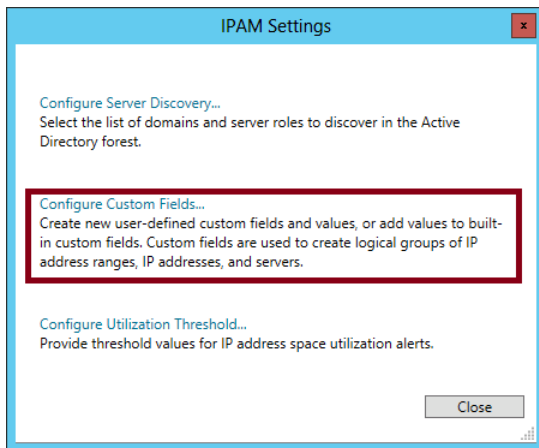 IPAM Settings
x
Configure Server Discovery...
Select the list of domains and server roles to discover in the Active
Directory forest.
Configure Custom Fields...
Create new user-defined custom fields and values, or add values to built-
in custom fields. Custom fields are used to create logical groups of IP
address ranges, IP addresses, and servers.
Configure Utilization Threshold...
Provide threshold values for IP address space utilization alerts.
Close